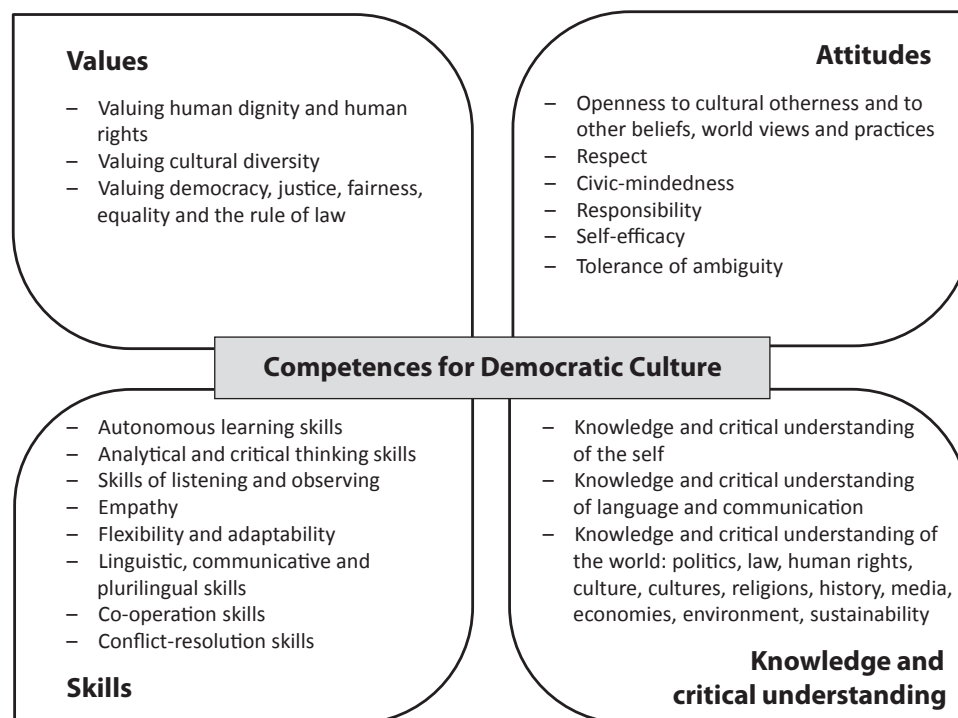 Values
– Valuing human dignity and human
rights
– Valuing cultural diversity
– Valuing democracy, justice, fairness,
equality and the rule of law
Attitudes
– Openness to cultural otherness and to
other beliefs, world views and practices
– Respect
– Civic-mindedness
– Responsibility
– Self-efficacy
– Tolerance of ambiguity
Competences for Democratic Culture
– Autonomous learning skills
– Analytical and critical thinking skills
– Skills of listening and observing
– Empathy
– Flexibility and adaptability
– Linguistic, communicative and
plurilingual skills
– Co-operation skills
– Conflict-resolution skills
Skills
– Knowledge and critical understanding
of the self
– Knowledge and critical understanding
of language and communication
– Knowledge and critical understanding of
the world: politics, law, human rights,
culture, cultures, religions, history, media,
economies, environment, sustainability
Knowledge and
critical understanding